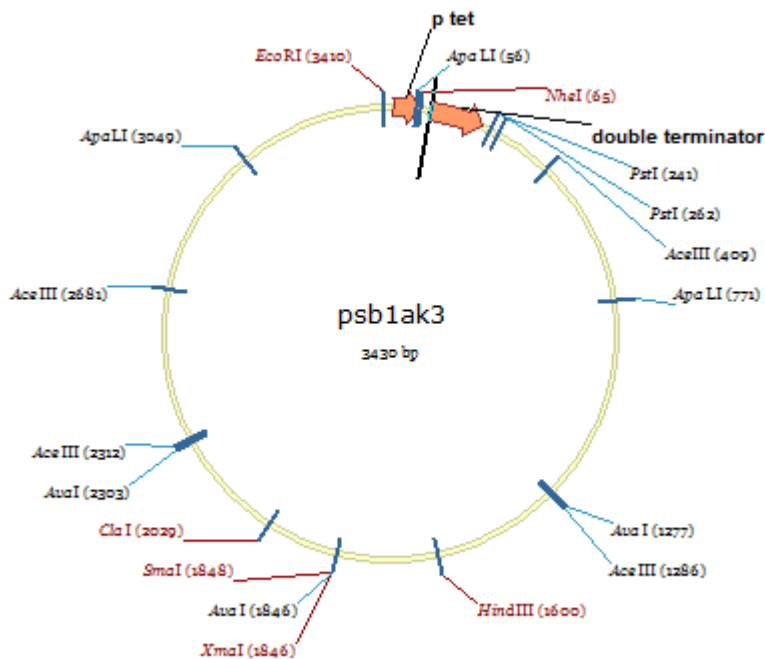 p tet
EcoRI (3410)
ApaLI (56)
NheI (65)
double terminator
ApaLI (3049)
PstI (241)
PstI (262)
AceIII (409)
AceIII (2681)
ApaLI (771)
psb1ak3
3430 bp
AceIII (2312)
AvaI (2303)
ClaI (2029)
AvaI (1277)
SmaI (1848)
AceIII (1286)
AvaI (1846)
HindIII (1600)
XmaI (1846)